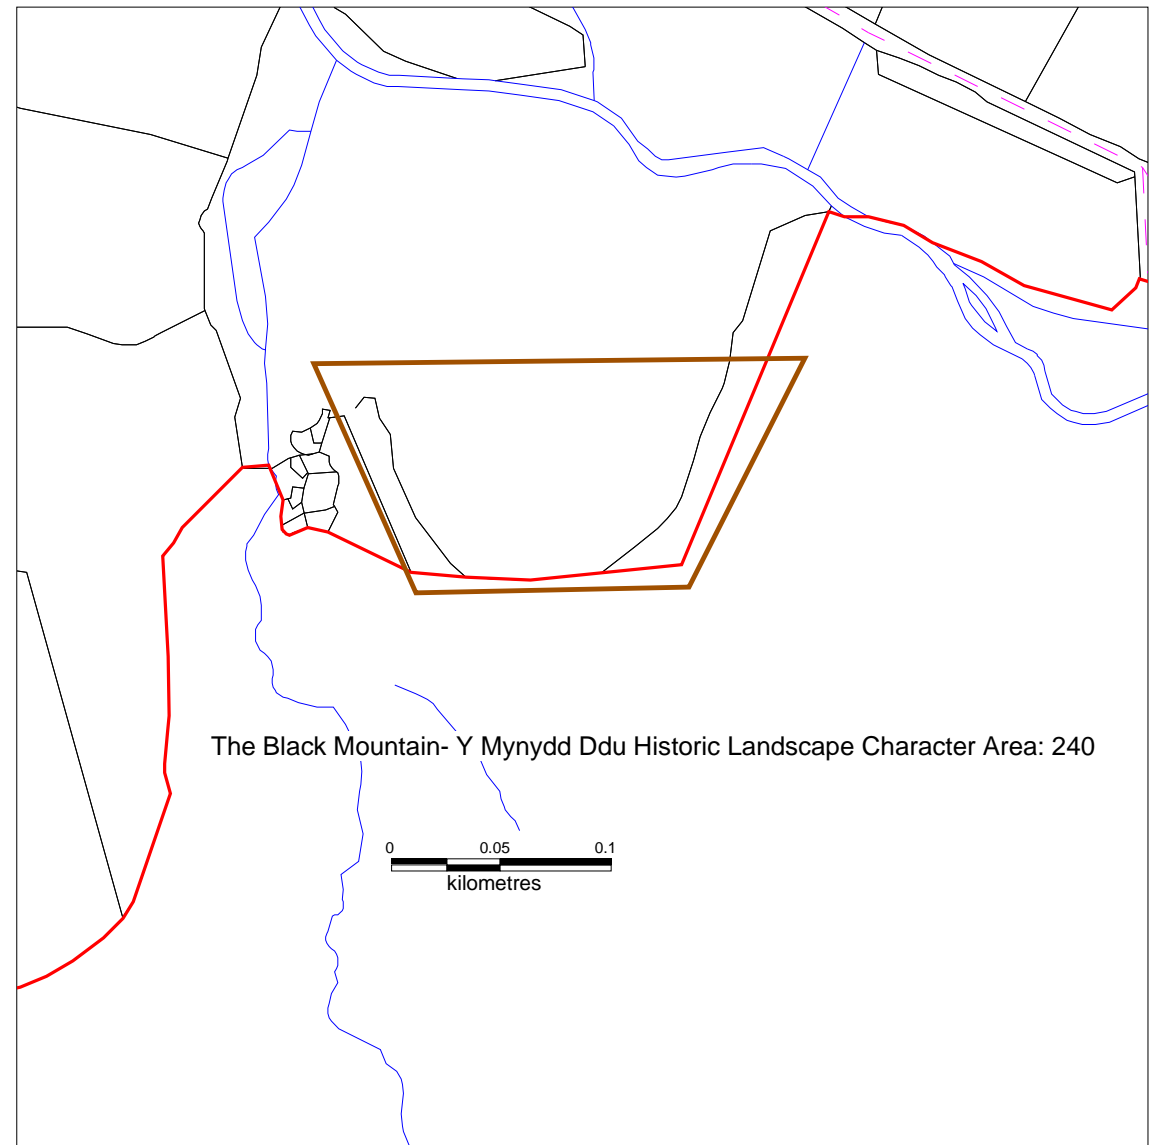 The Black Mountain- Y Mynydd Ddu Historic Landscape Character Area: 240
0 0.05 0.1
kilometres